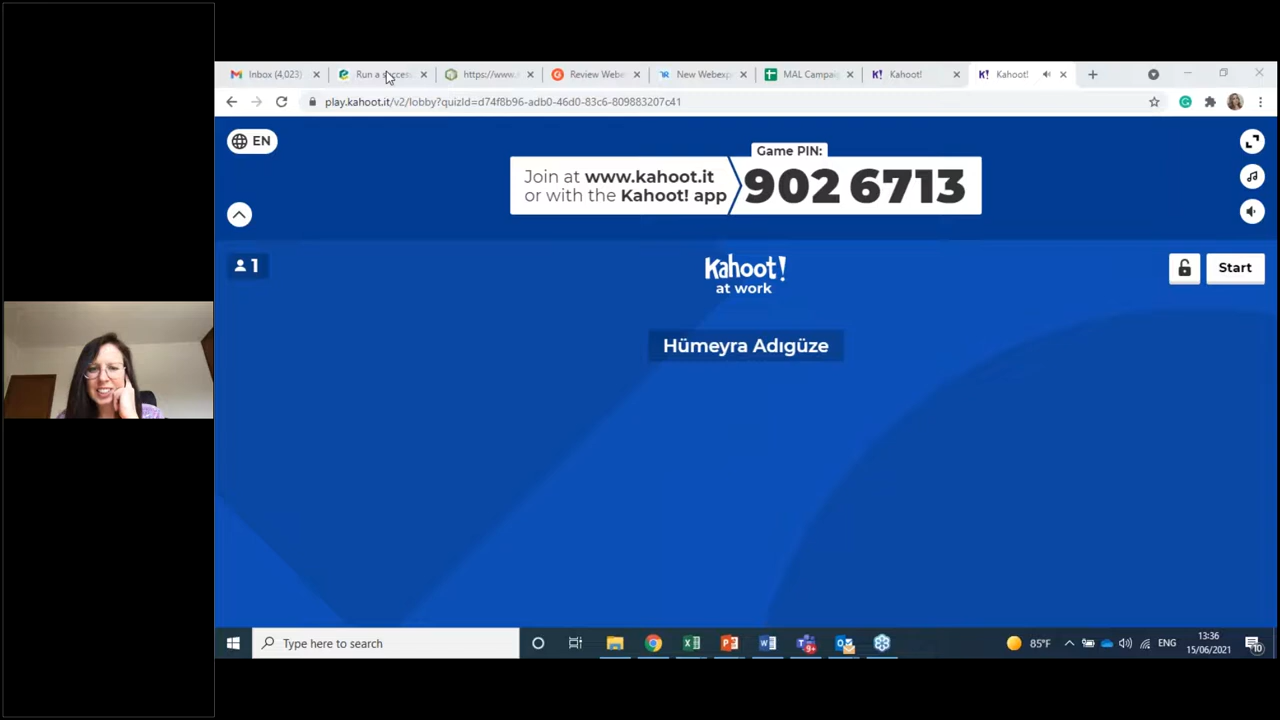 Inbox (4,023)
Run a succes
https://www.
Review Webe
New Webexp
MAL Campai
Kahoot!
Kahoot!
play.kahoot.it/v2/lobby?quizId=d74f8b96-adb0-46d0-83c6-809883207c41
EN
Join at www.kahoot.it
or with the Kahoot! app
Game PIN:
902 6713
1
Kahoot!
at work
Start
Hümeyra Adıgüze
Type here to search
85°F
ENG
13:36
15/06/2021